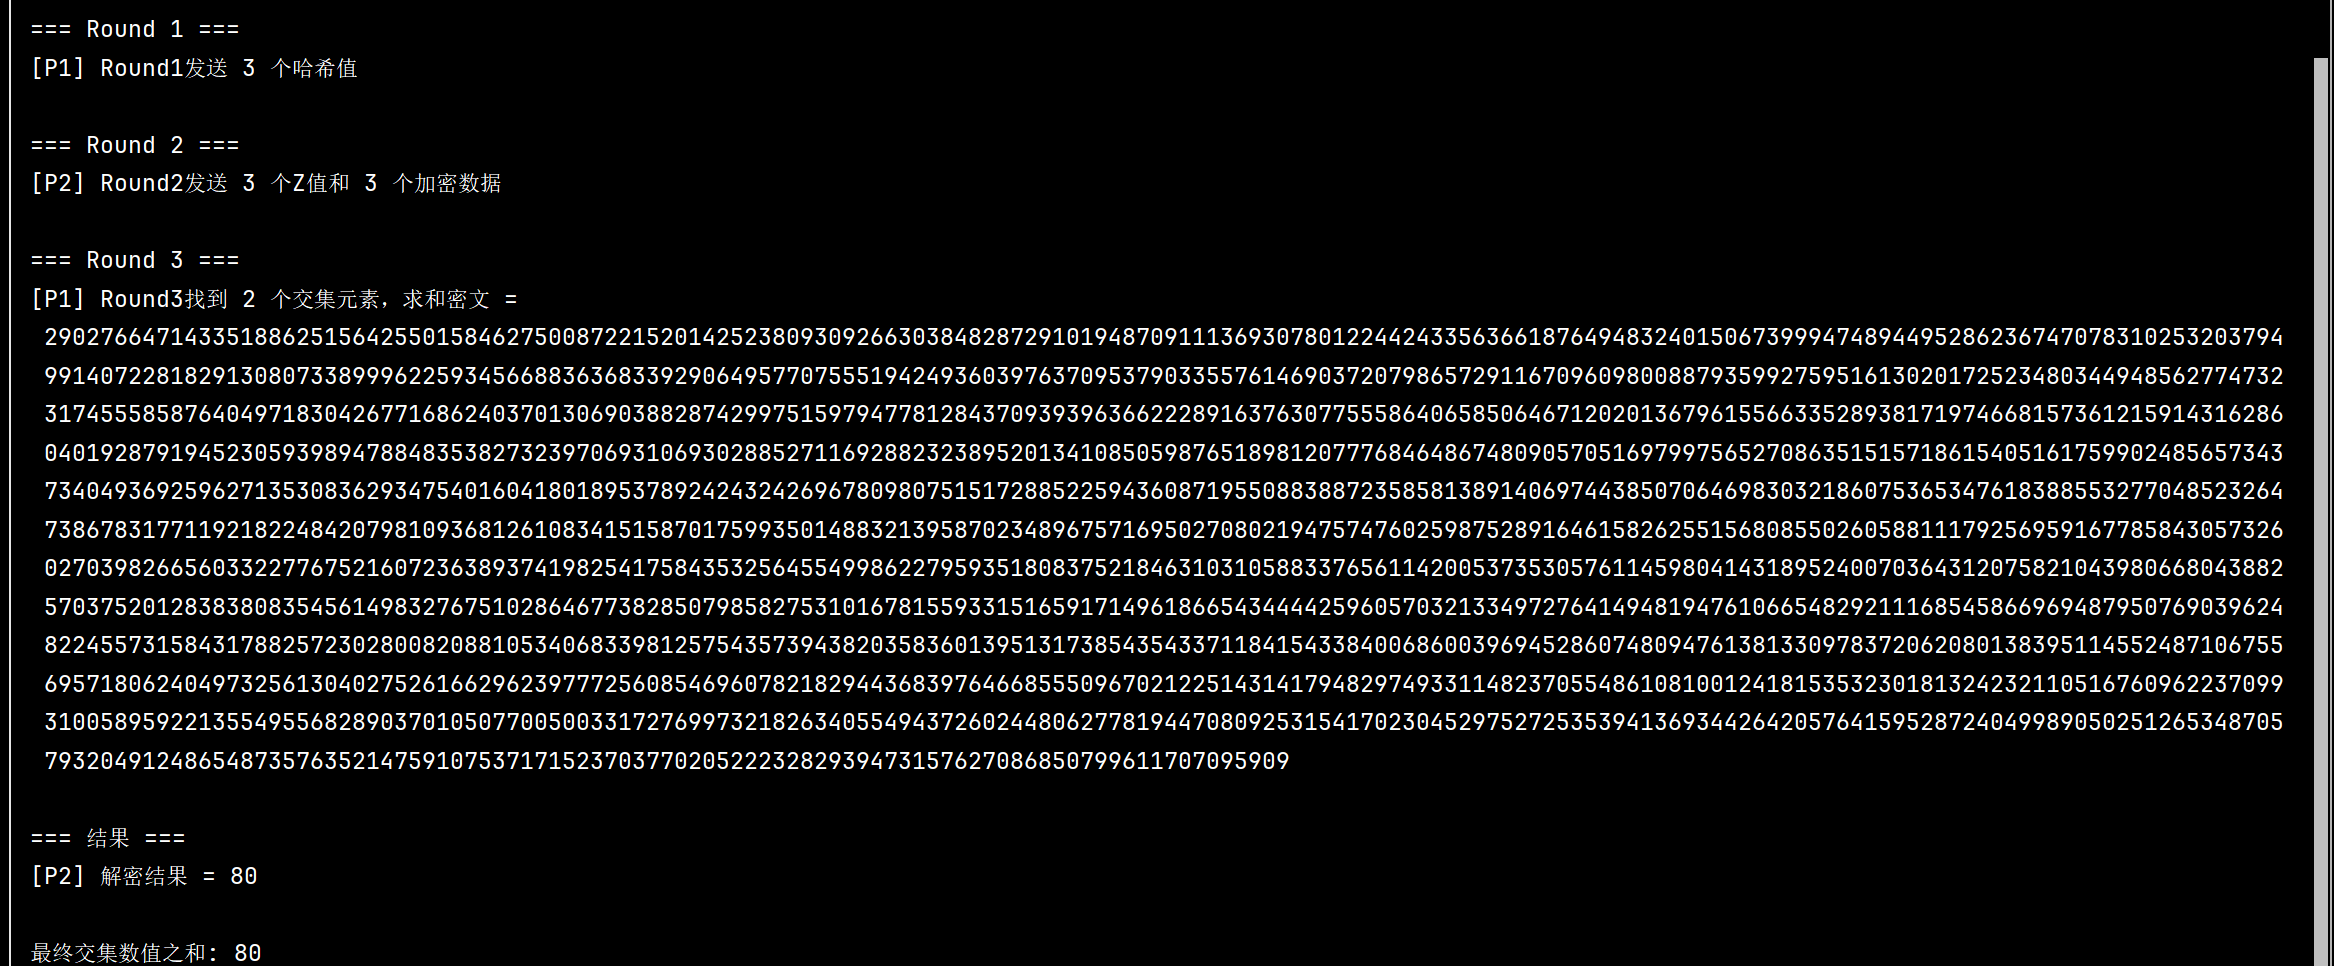 === Round 1 ===
[P1] Round1发送 3 个哈希值
=== Round 2 ===
[P2] Round2发送 3 个Z值和 3 个加密数据
=== Round 3 ===
[P1] Round3找到 2 个交集元素，求和密文 =
2902766471433518862515642550158462750087221520142523809309266303848287291019487091113693078012244243356366187649483240150673999474894495286236747078310253203794
9914072281829130807338999622593456688363683392906495770755519424936039763709537903355761469037207986572911670960980088793599275951613020172523480344948562774732
3174555858764049718304267716862403701306903882874299751597947781284370939396366222891637630775558640658506467120201367961556633528938171974668157361215914316286
0401928791945230593989478848353827323970693106930288527116928823238952013410850598765189812077768464867480905705169799756527086351515718615405161759902485657343
7340493692596271353083629347540160418018953789242432426967809807515172885225943608719550883887235858138914069744385070646983032186075365347618388553277048523264
7386783177119218224842079810936812610834151587017599350148832139587023489675716950270802194757476025987528916461582625515680855026058811179256959167785843057326
0270398266560332277675216072363893741982541758435325645549986227959351808375218463103105883376561142005373530576114598041431895240070364312075821043980668043882
5703752012838380835456149832767510286467738285079858275310167815593315165917149618665434444259605703213349727641494819476106654829211168545866969487950769039624
8224557315843178825723028008208810534068339812575435739438203583601395131738543543371184154338400686003969452860748094761381330978372062080138395114552487106755
6957180624049732561304027526166296239777256085469607821829443683976466855509670212251431417948297493311482370554861081001241815353230181324232110516760962237099
3100589592213554955682890370105077005003317276997321826340554943726024480627781944708092531541702304529752725353941369344264205764159528724049989050251265348705
79320491248654873576352147591075371715237037702052223282939473157627086850799611707095909
=== 结果 ===
[P2] 解密结果 = 80
最终交集数值之和: 80